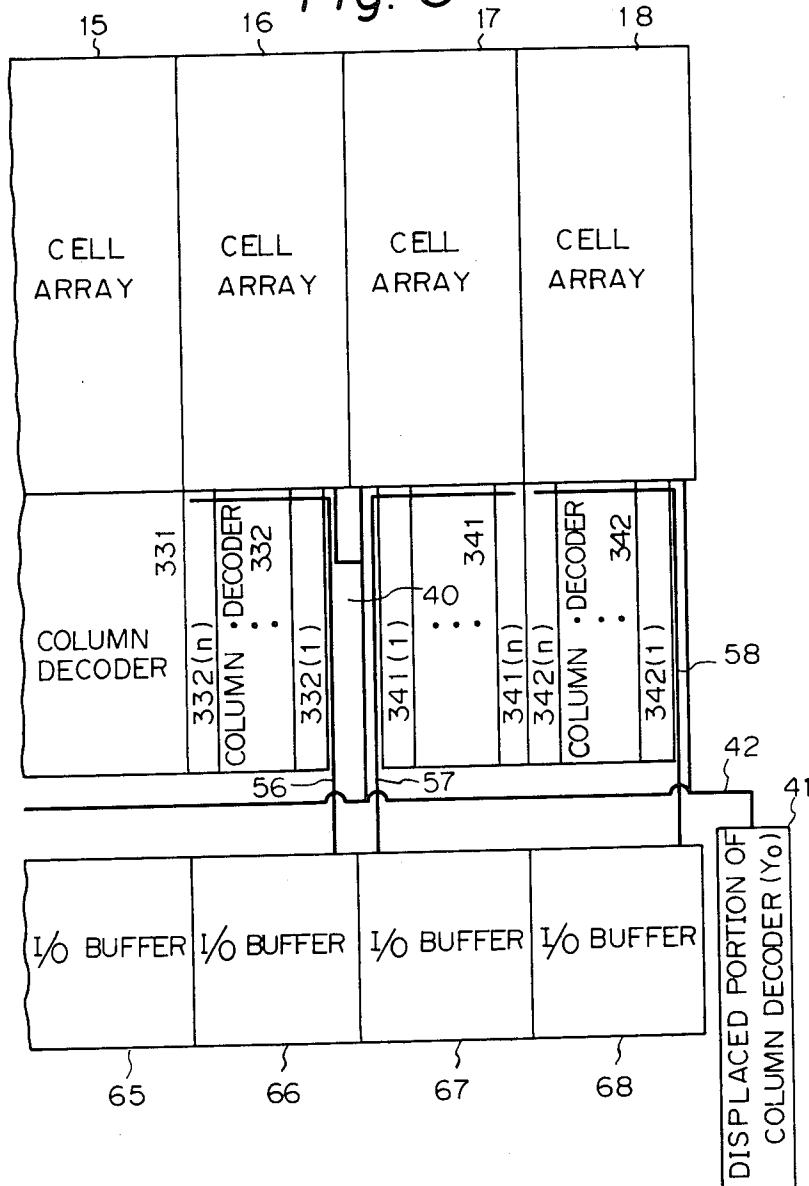 15 16 17 18
CELL ARRAY
CELL ARRAY
CELL ARRAY
CELL ARRAY
331
COLUMN DECODER
332(n)
COLUMN DECODER
332
...
332(1)
40
341(1)
341
...
341(n)
342(n)
COLUMN DECODER
342
...
342(1)
58
56
57
42
41
I/O BUFFER
I/O BUFFER
I/O BUFFER
I/O BUFFER
DISPLACED PORTION OF
COLUMN DECODER (Yo)
65 66 67 68